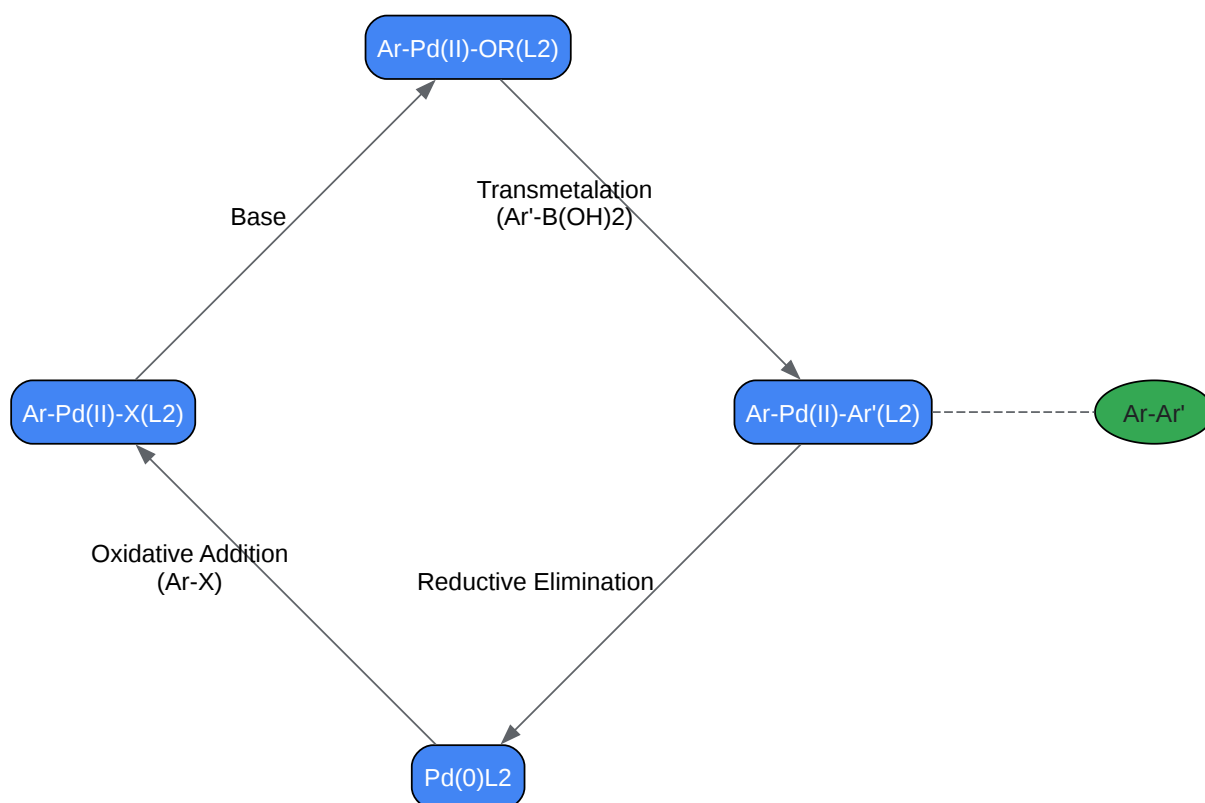 Ar-Pd(II)-OR(L2)
Transmetalation
(Ar'-B(OH)2)
Base
Ar-Pd(II)-X(L2)
Ar-Pd(II)-Ar'(L2)
Ar-Ar'
Oxidative Addition
(Ar-X)
Reductive Elimination
Pd(0)L2